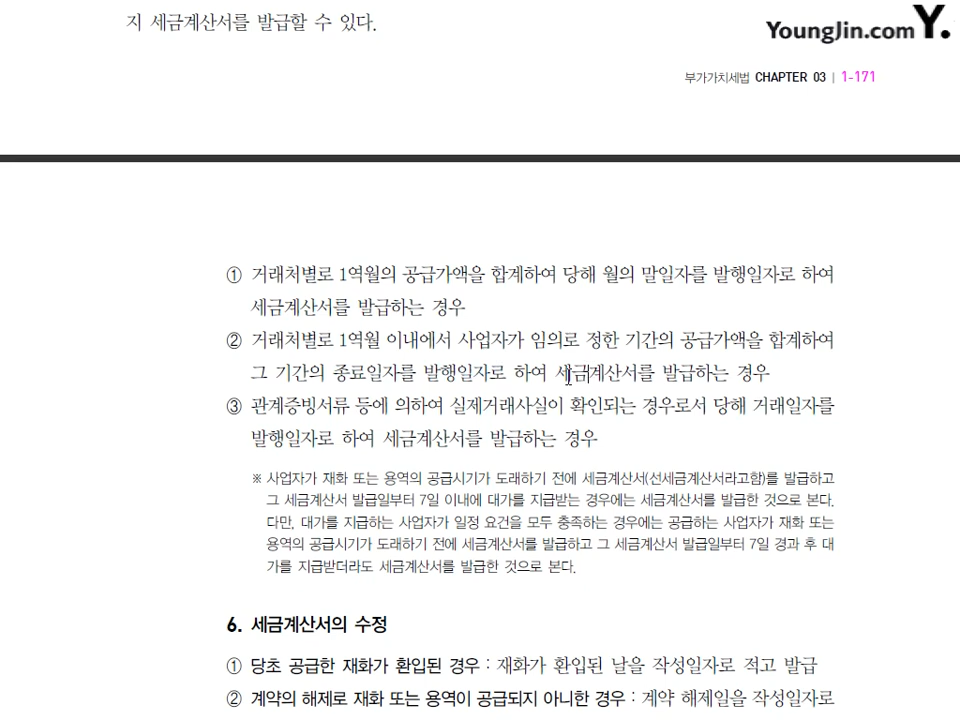 지 세금계산서를 발급할 수 있다.
YoungJin.com Y.
부가가치세법 CHAPTER 03 | 1-171
① 거래처별로 1역월의 공급가액을 합계하여 당해 월의 말일자를 발행일자로 하여
세금계산서를 발급하는 경우
② 거래처별로 1역월 이내에서 사업자가 임의로 정한 기간의 공급가액을 합계하여
그 기간의 종료일자를 발행일자로 하여 세금계산서를 발급하는 경우
③ 관계증빙서류 등에 의하여 실제거래사실이 확인되는 경우로서 당해 거래일자를
발행일자로 하여 세금계산서를 발급하는 경우
※ 사업자가 재화 또는 용역의 공급시기가 도래하기 전에 세금계산서(선세금계산서라고함)를 발급하고
그 세금계산서 발급일부터 7일 이내에 대가를 지급받는 경우에는 세금계산서를 발급한 것으로 본다.
다만, 대가를 지급하는 사업자가 일정 요건을 모두 충족하는 경우에는 공급하는 사업자가 재화 또는
용역의 공급시기가 도래하기 전에 세금계산서를 발급하고 그 세금계산서 발급일부터 7일 경과 후 대
가를 지급받더라도 세금계산서를 발급한 것으로 본다.
6. 세금계산서의 수정
① 당초 공급한 재화가 환입된 경우 : 재화가 환입된 날을 작성일자로 적고 발급
② 계약의 해제로 재화 또는 용역이 공급되지 아니한 경우 : 계약 해제일을 작성일자로